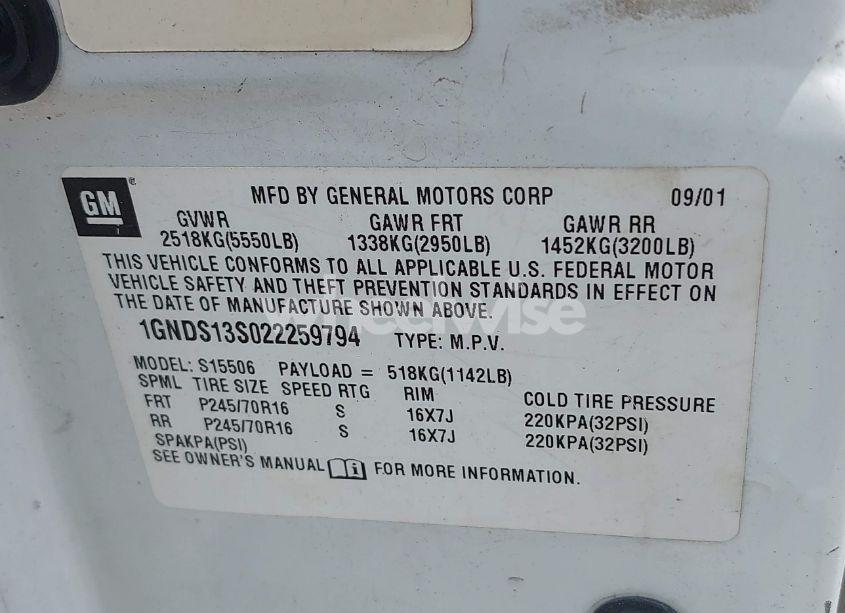 GM
MFD BY GENERAL MOTORS CORP 09/01
GVWR GAWR FRT GAWR RR
2518KG(5550LB) 1338KG(2950LB) 1452KG(3200LB)
THIS VEHICLE CONFORMS TO ALL APPLICABLE U.S. FEDERAL MOTOR
VEHICLE SAFETY AND THEFT PREVENTION STANDARDS IN EFFECT ON
THE DATE OF MANUFACTURE SHOWN ABOVE.
wheelwise
1GNDS13S022259794 TYPE: M.P.V.
MODEL: S15506 PAYLOAD = 518KG(1142LB)
SPML TIRE SIZE SPEED RTG RIM COLD TIRE PRESSURE
FRT P245/70R16 S 16X7J 220KPA(32PSI)
RR P245/70R16 S 16X7J 220KPA(32PSI)
SPAKPA(PSI)
SEE OWNER'S MANUAL FOR MORE INFORMATION.